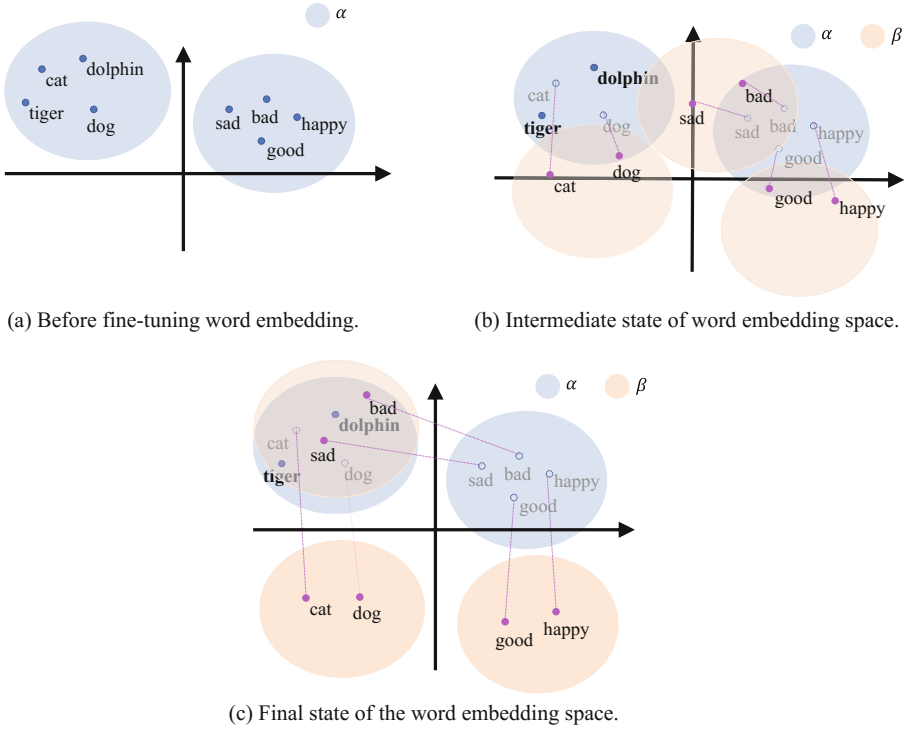 α
cat
dolphin
tiger
dog
sad
bad
happy
good
(a) Before fine-tuning word embedding.
α
β
dolphin
cat
tiger
dog
cat
dog
bad
sad
sad
bad
happy
good
good
happy
(b) Intermediate state of word embedding space.
α
β
bad
dolphin
cat
sad
tiger
dog
sad
bad
happy
good
cat
dog
good
happy
(c) Final state of the word embedding space.